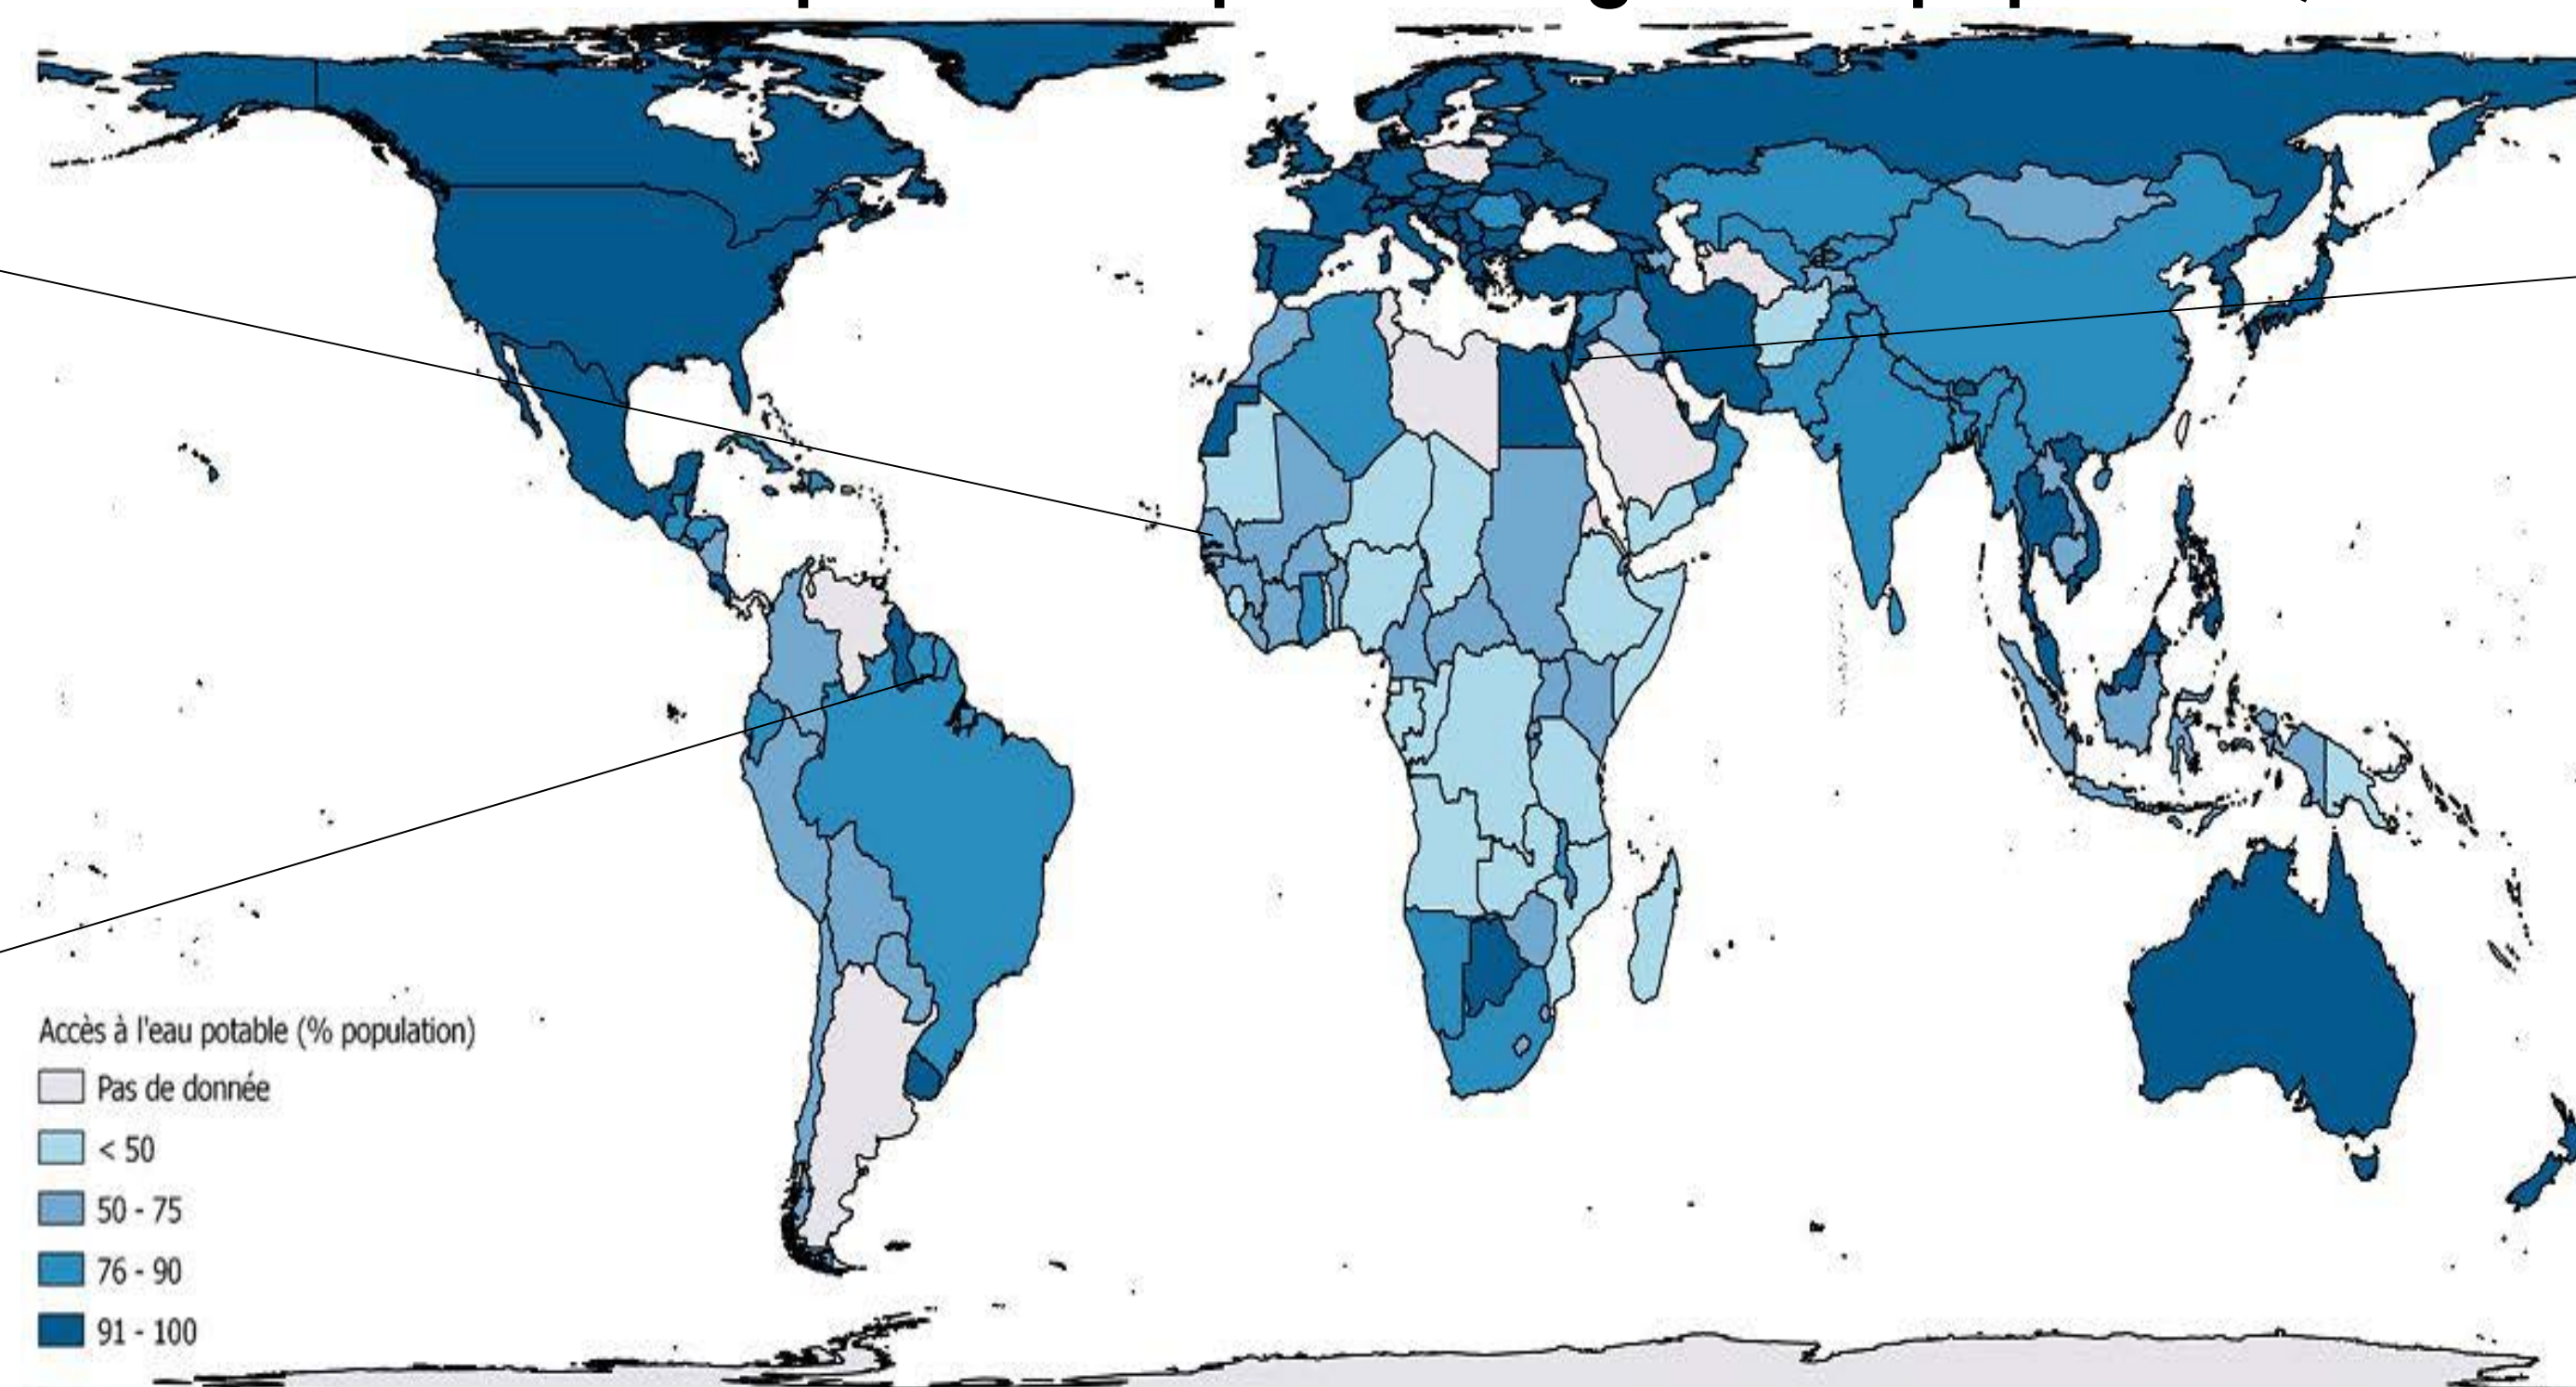 Accès à l'eau potable (% population)
Pas de donnée
< 50
50 - 75
76 - 90
91 - 100